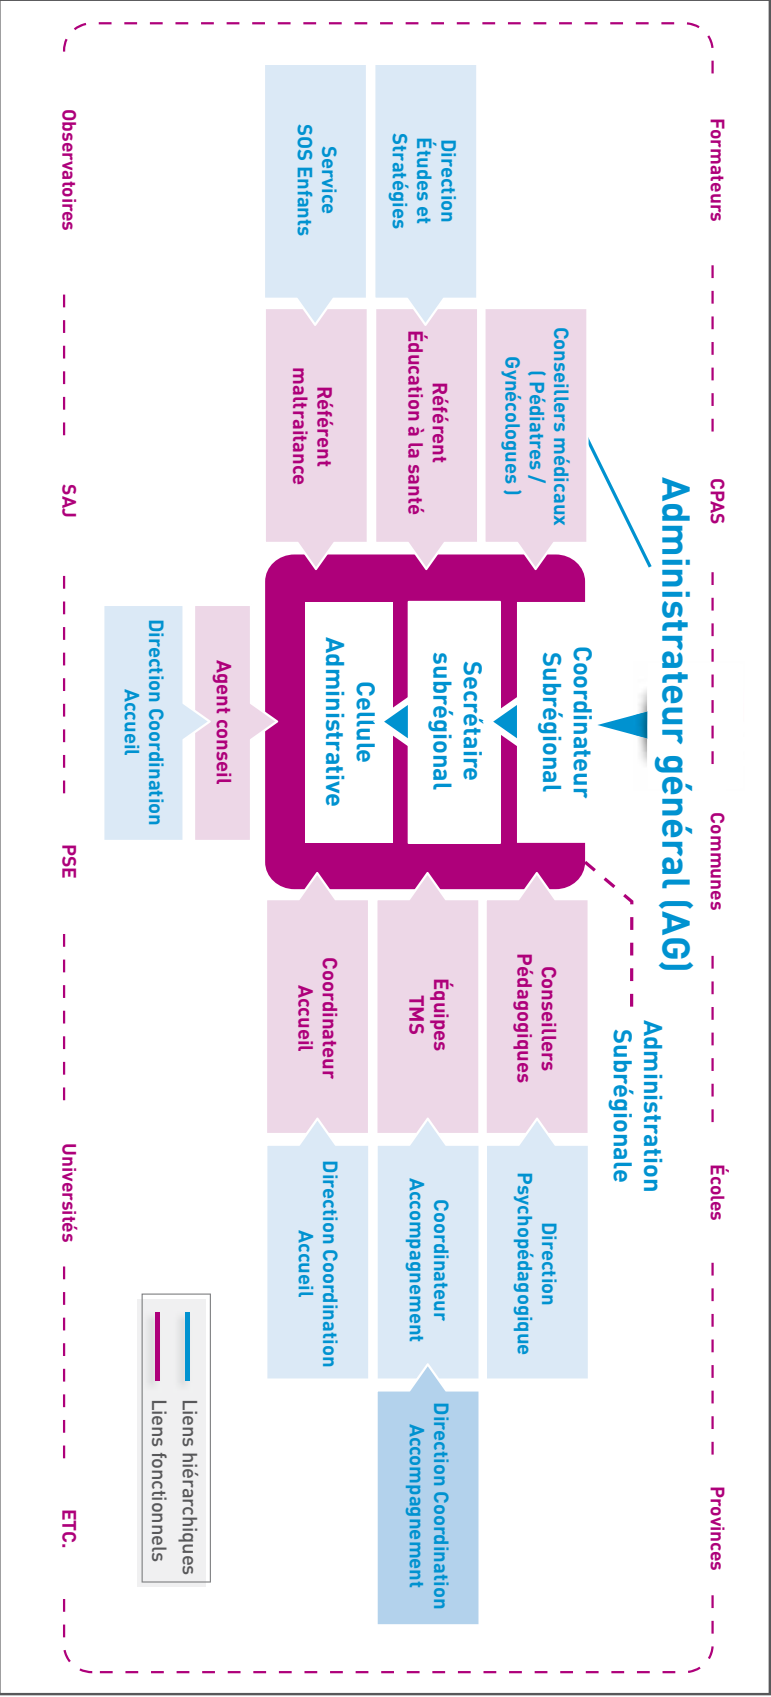 Formateurs
CPAS
Communes
Écoles
Provinces
Administrateur général (AG)
Administration
Subrégionale
Conseillers médicaux
( Pédiatres /
Gynécologues )
Coordinateur
Subrégional
Conseillers
Pédagogiques
Direction
Psychopédagogique
Direction
Études et
Stratégies
Référent
Éducation à la santé
Secrétaire
subrégional
Équipes
TMS
Coordinateur
Accompagnement
Direction Coordination
Accompagnement
Service
SOS Enfants
Référent
maltraitance
Cellule
Administrative
Coordinateur
Accueil
Direction Coordination
Accueil
Agent conseil
Direction Coordination
Accueil
Liens hiérarchiques
Liens fonctionnels
Observatoires
SAJ
PSE
Universités
ETC.